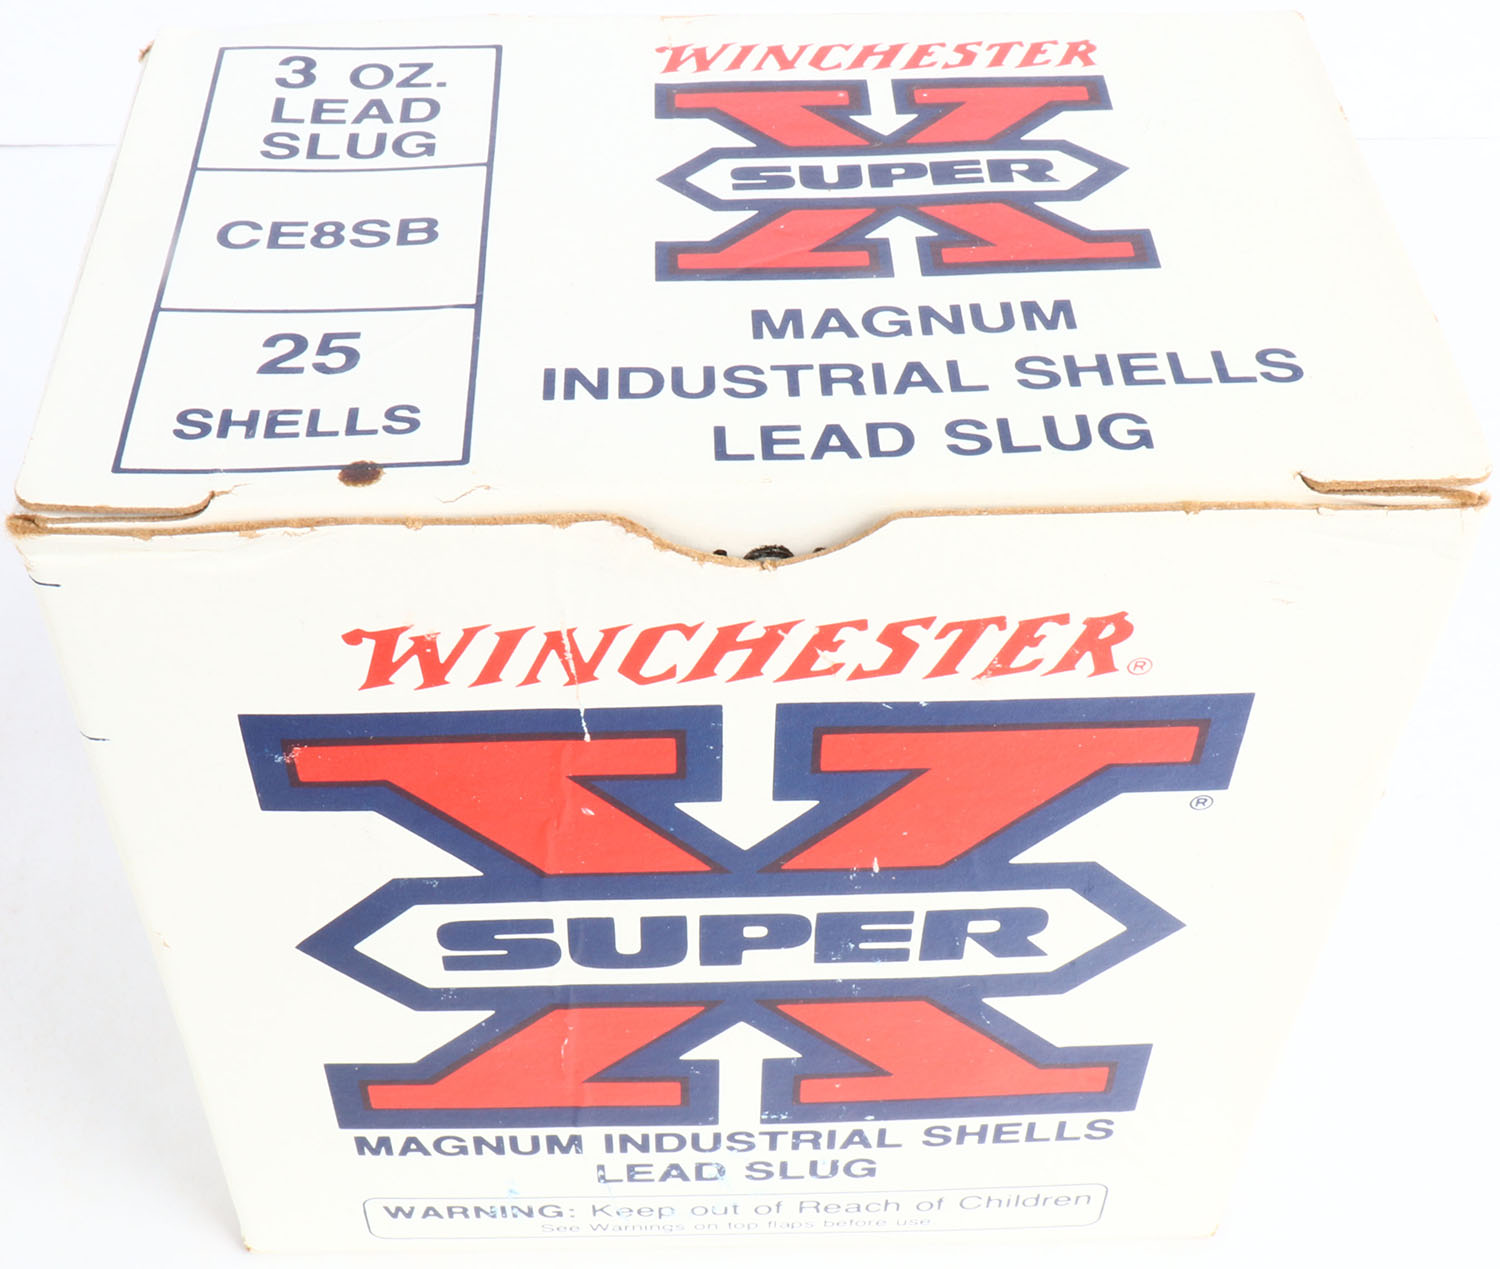 3 OZ.
LEAD
SLUG
CE8SB
25
SHELLS
WINCHESTER
X
SUPER
MAGNUM
INDUSTRIAL SHELLS
LEAD SLUG
WINCHESTER®
X®
SUPER
MAGNUM INDUSTRIAL SHELLS
LEAD SLUG
WARNING: Keep out of Reach of Children
See Warnings on top flaps before use